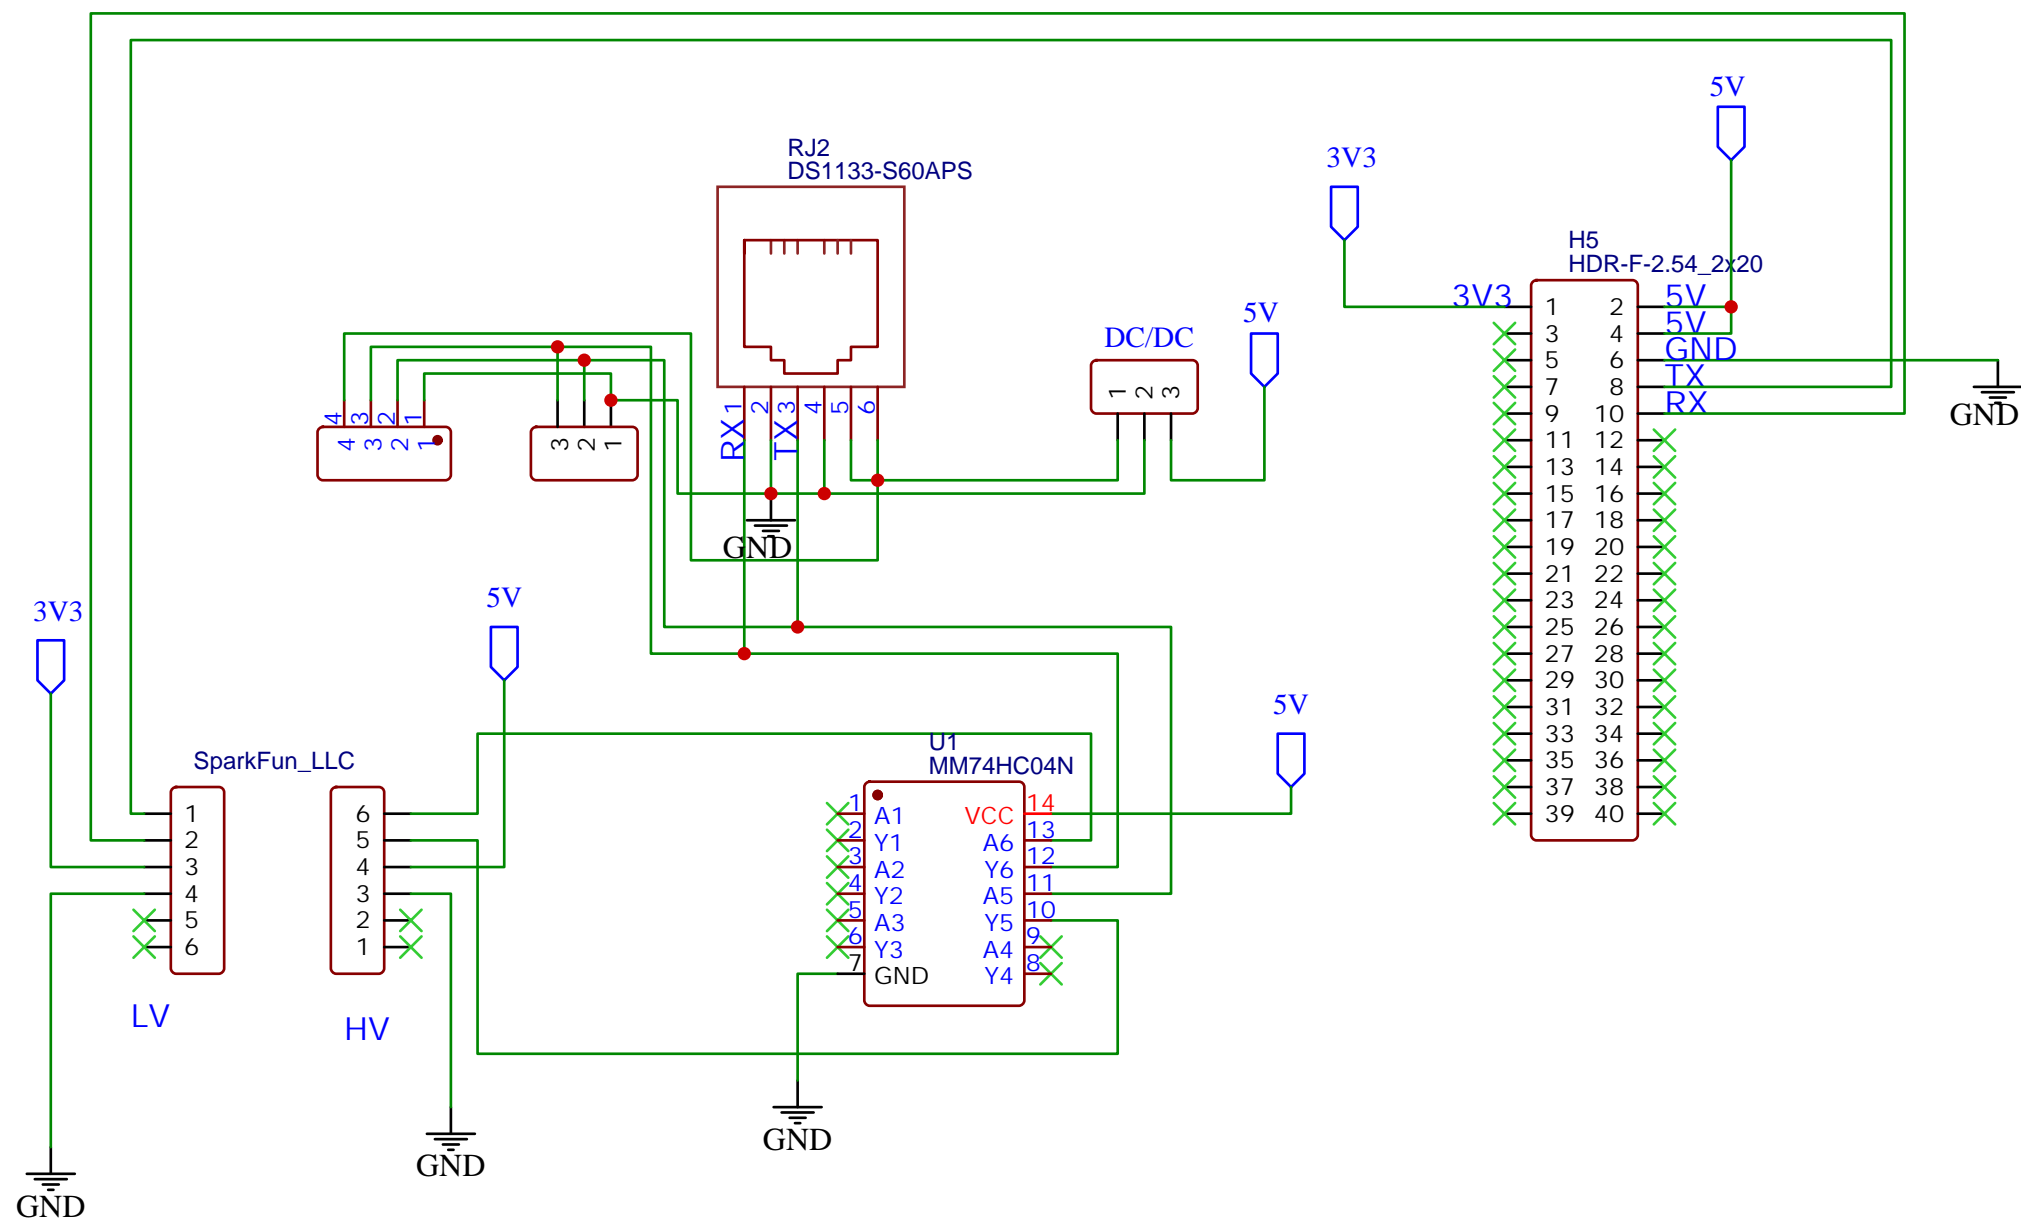 5V
RJ2
DS1133-S60APS
3V3
H5
HDR-F-2.54_2x20
3V3 1 2 5V
3 4 5V
5 6 GND
7 8 TX
9 10 RX
11 12
13 14
15 16
17 18
19 20
21 22
23 24
25 26
27 28
29 30
31 32
33 34
35 36
37 38
39 40
GND
5V
DC/DC
1 2 3
4 3 2 1
4 3 2 1
3 2 1
RX 1 2 TX 3 4 5 6
GND
3V3
5V
5V
SparkFun_LLC
1
2
3
4
5
6
LV
6
5
4
3
2
1
HV
U1
MM74HC04N
1 A1 VCC 14
2 Y1 A6 13
3 A2 Y6 12
4 Y2 A5 11
5 A3 Y5 10
6 Y3 A4 9
7 GND Y4 8
GND
GND
GND